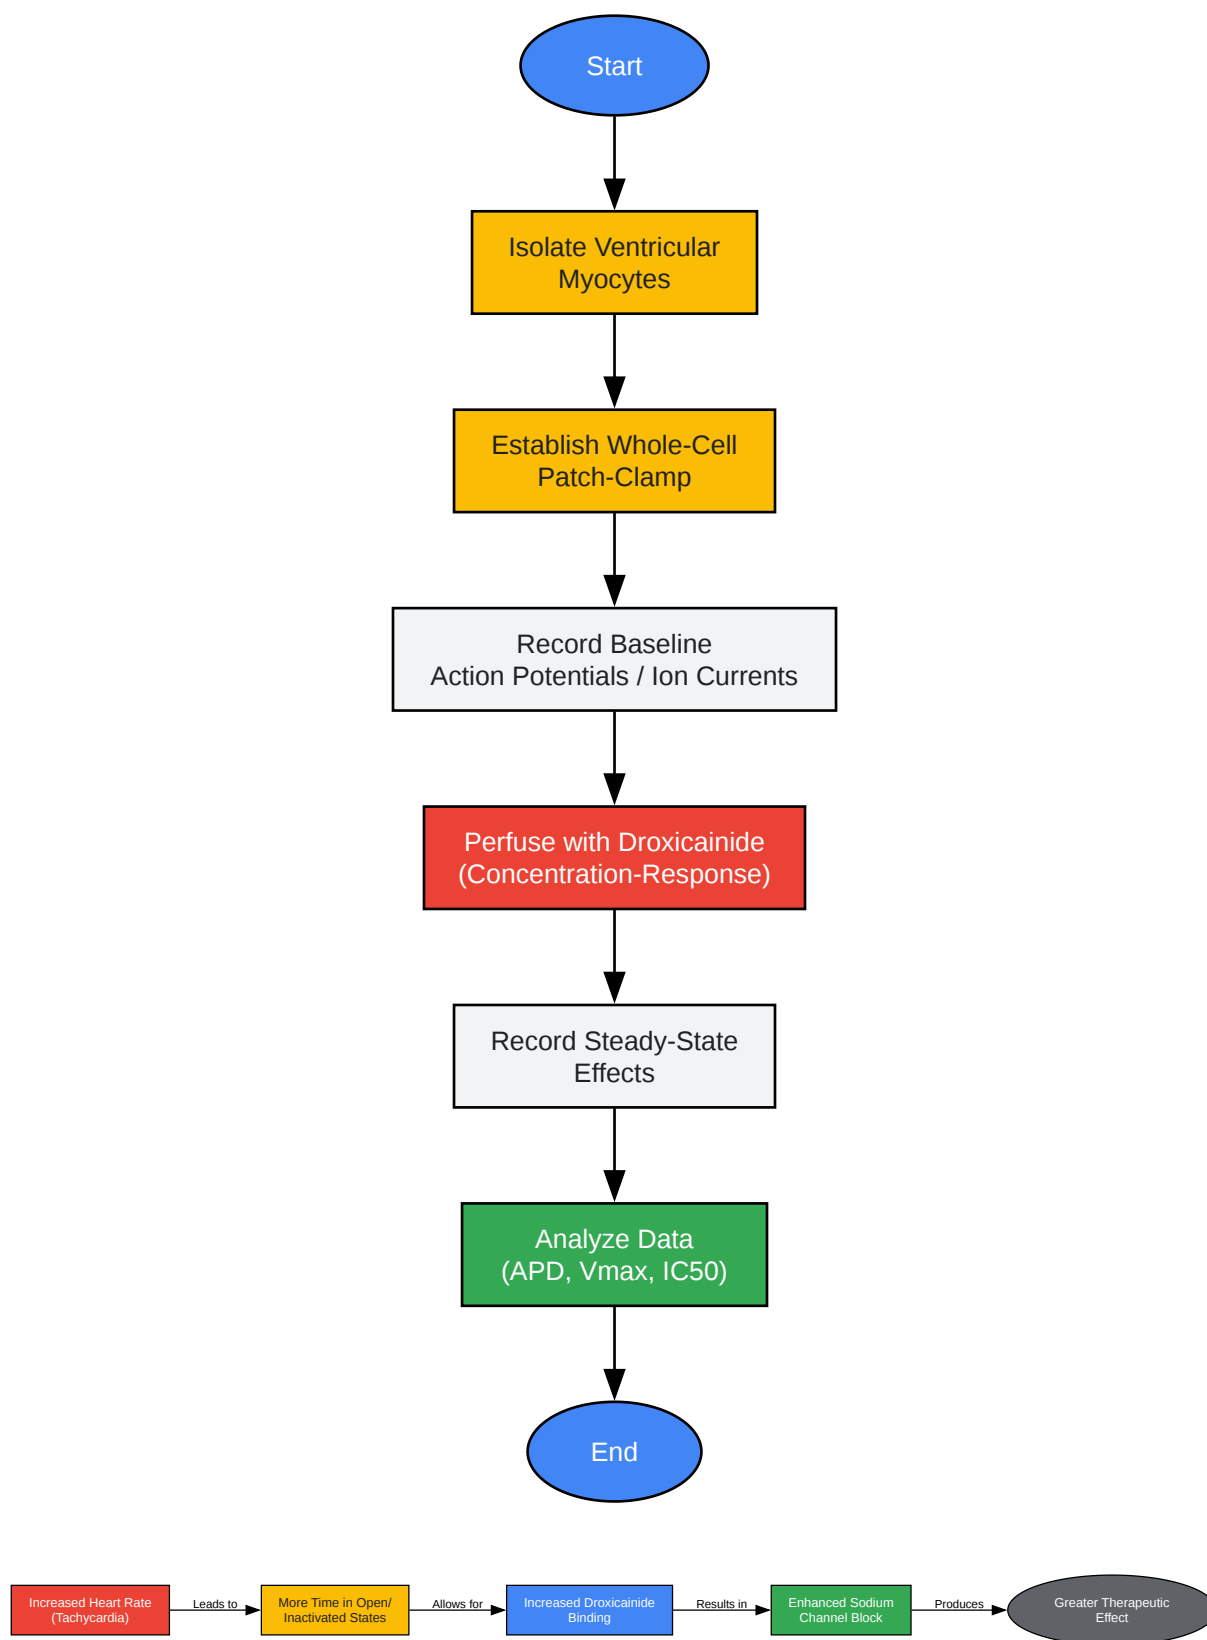 Start
Isolate Ventricular
Myocytes
Establish Whole-Cell
Patch-Clamp
Record Baseline
Action Potentials / Ion Currents
Perfuse with Droxicainide
(Concentration-Response)
Record Steady-State
Effects
Analyze Data
(APD, Vmax, IC50)
End
Increased Heart Rate
(Tachycardia)
Leads to
More Time in Open/
Inactivated States
Allows for
Increased Droxicainide
Binding
Results in
Enhanced Sodium
Channel Block
Produces
Greater Therapeutic
Effect